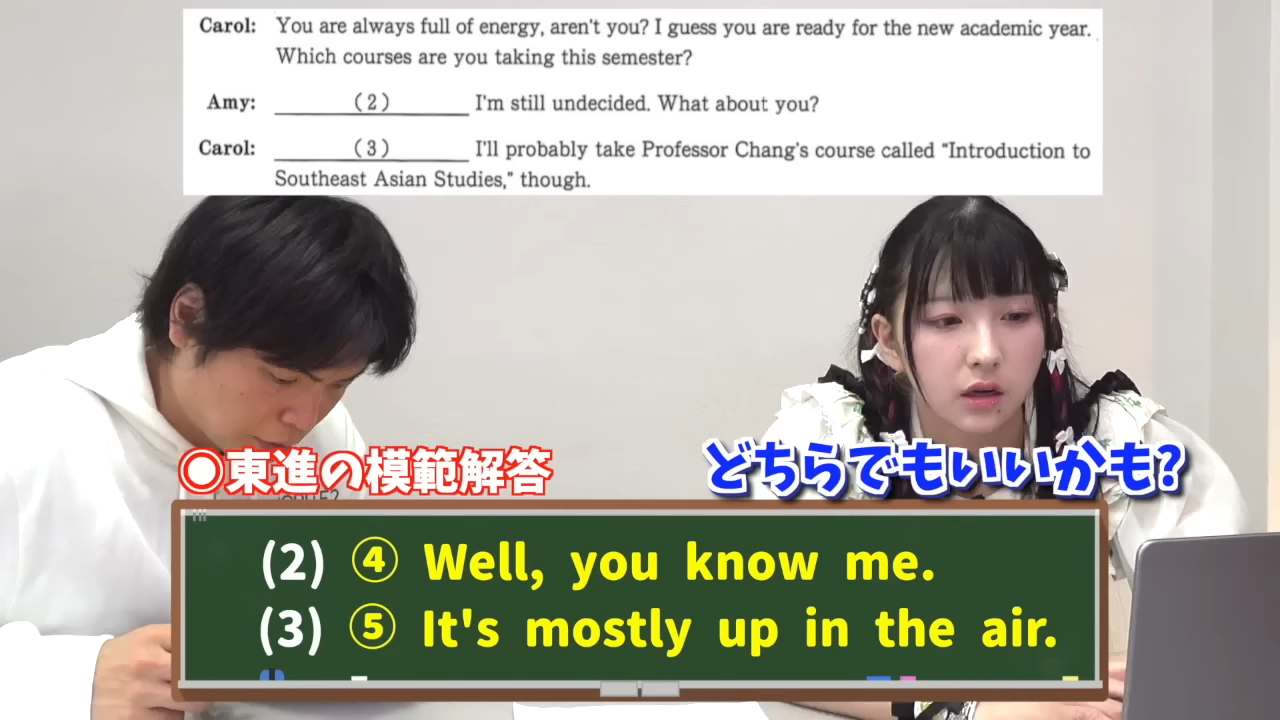 Carol: You are always full of energy, aren't you? I guess you are ready for the new academic year.
Which courses are you taking this semester?
Amy: (2) I'm still undecided. What about you?
Carol: (3) I'll probably take Professor Chang's course called "Introduction to
Southeast Asian Studies," though.
◉東進の模範解答
どちらでもいいかも?
(2) ④ Well, you know me.
(3) ⑤ It's mostly up in the air.